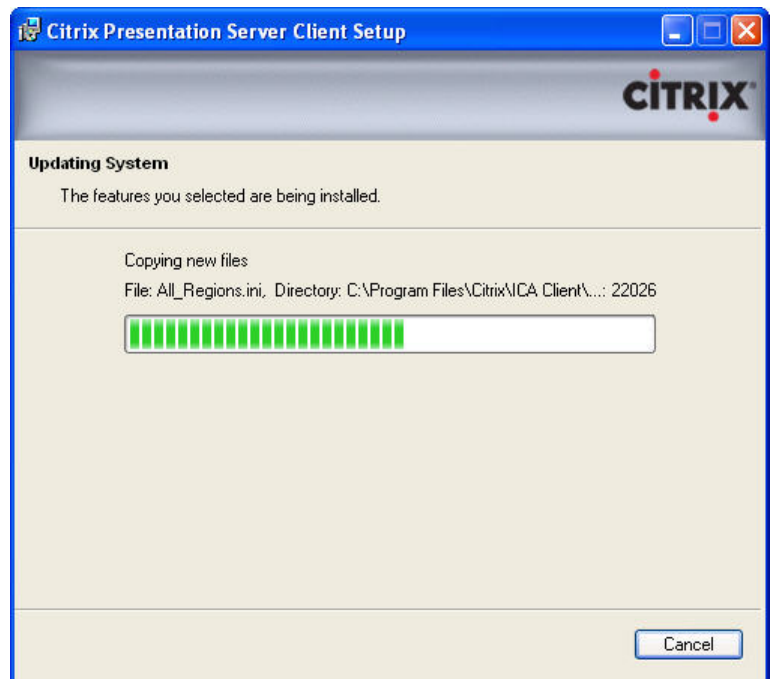 Citrix Presentation Server Client Setup
CITRIX
Updating System
The features you selected are being installed.
Copying new files
File: All_Regions.ini, Directory: C:\Program Files\Citrix\ICA Client\...: 22026
Cancel